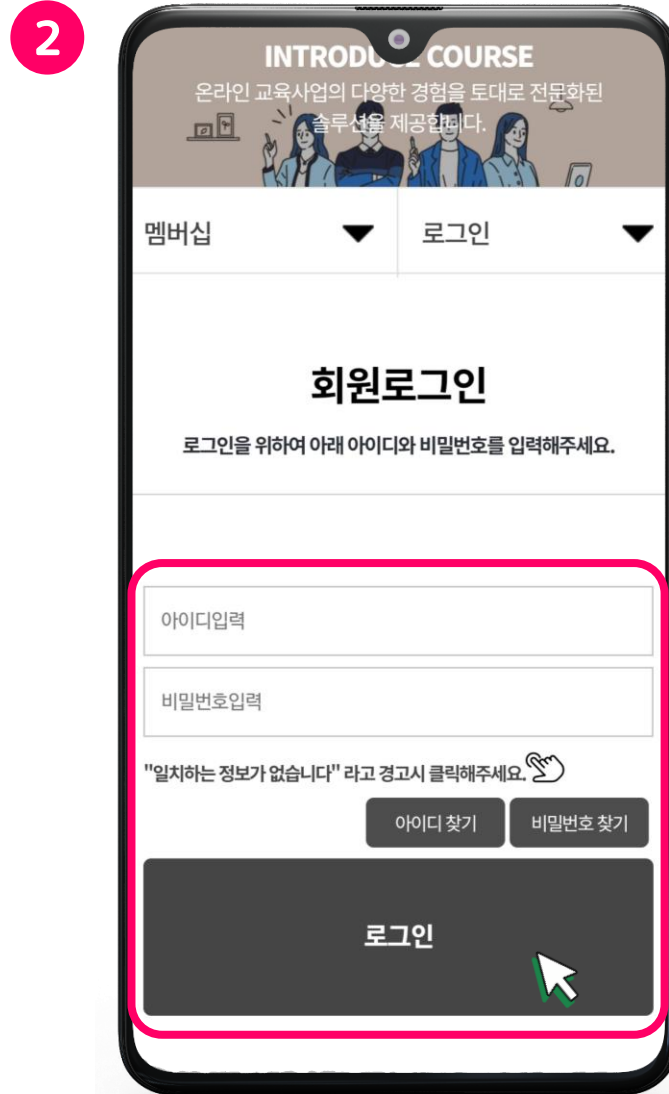 2
INTRODUCE COURSE
온라인 교육사업의 다양한 경험을 토대로 전문화된
솔루션을 제공합니다.
멤버십
로그인
회원로그인
로그인을 위하여 아래 아이디와 비밀번호를 입력해주세요.
아이디입력
비밀번호입력
"일치하는 정보가 없습니다" 라고 경고시 클릭해주세요.
아이디 찾기
비밀번호 찾기
로그인